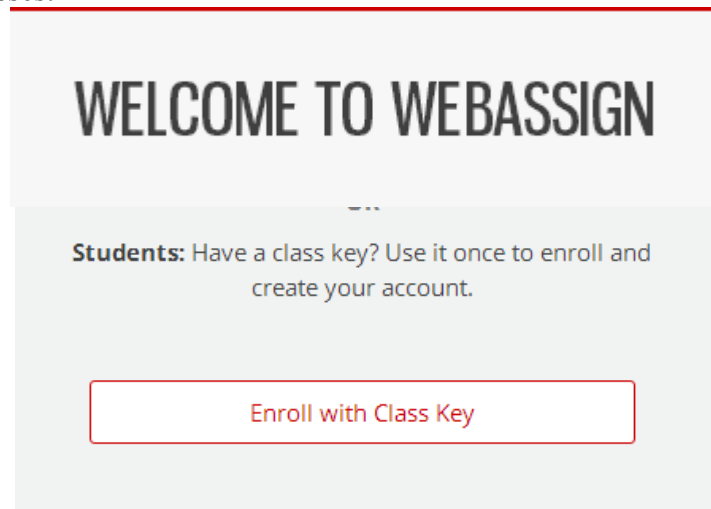 WELCOME TO WEBASSIGN
Students: Have a class key? Use it once to enroll and
create your account.
Enroll with Class Key